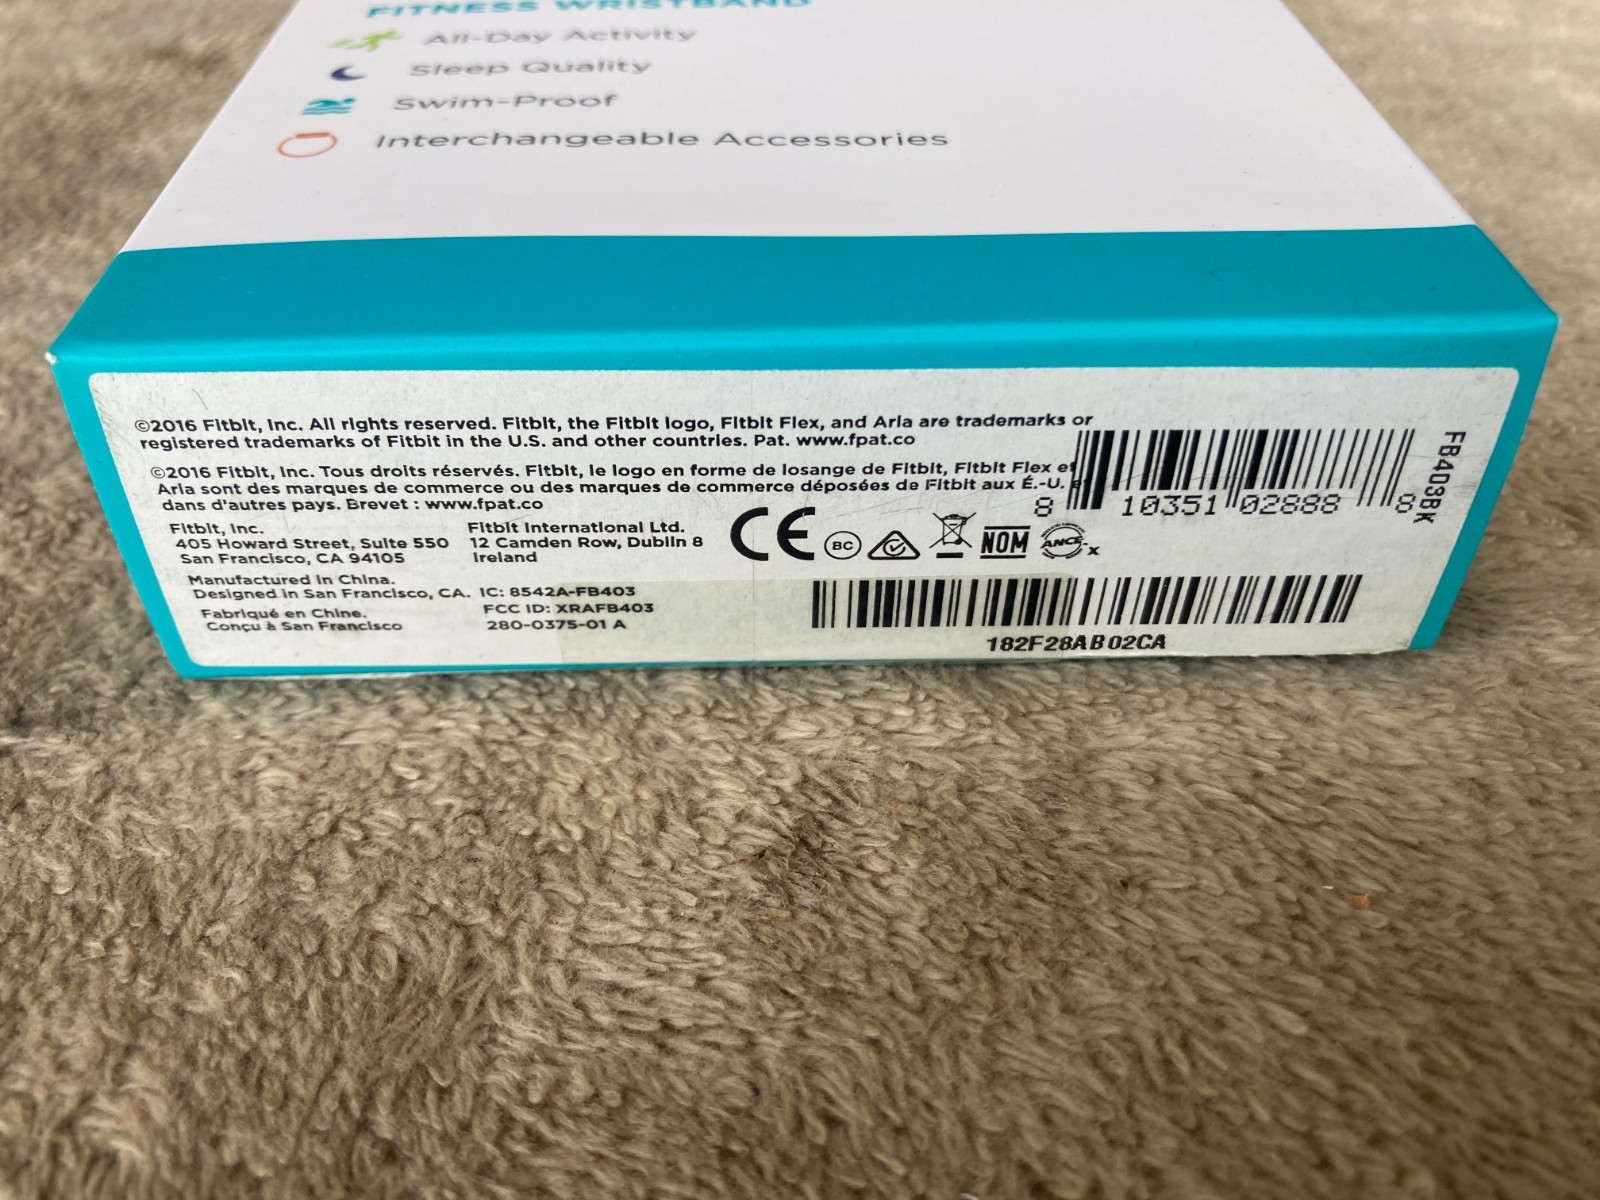 FITNESS WRISTBAND
All-Day Activity
Sleep Quality
Swim-Proof
Interchangeable Accessories
©2016 Fitbit, Inc. All rights reserved. Fitbit, the Fitbit logo, Fitbit Flex, and Aria are trademarks or
registered trademarks of Fitbit in the U.S. and other countries. Pat. www.fpat.co
©2016 Fitbit, Inc. Tous droits réservés. Fitbit, le logo en forme de losange de Fitbit, Fitbit Flex et
Aria sont des marques de commerce ou des marques de commerce déposées de Fitbit aux É.-U.
dans d'autres pays. Brevet : www.fpat.co
Fitbit, Inc.
405 Howard Street, Suite 550
San Francisco, CA 94105
Fitbit International Ltd.
12 Camden Row, Dublin 8
Ireland
Manufactured in China.
Designed in San Francisco, CA.
Fabriqué en Chine.
Conçu à San Francisco
IC: 8542A-FB403
FCC ID: XRAFB403
280-0375-01 A
CE
BC
NOM
ANCE-X
8 10351 02888 8
FB403BK
182F28AB02CA